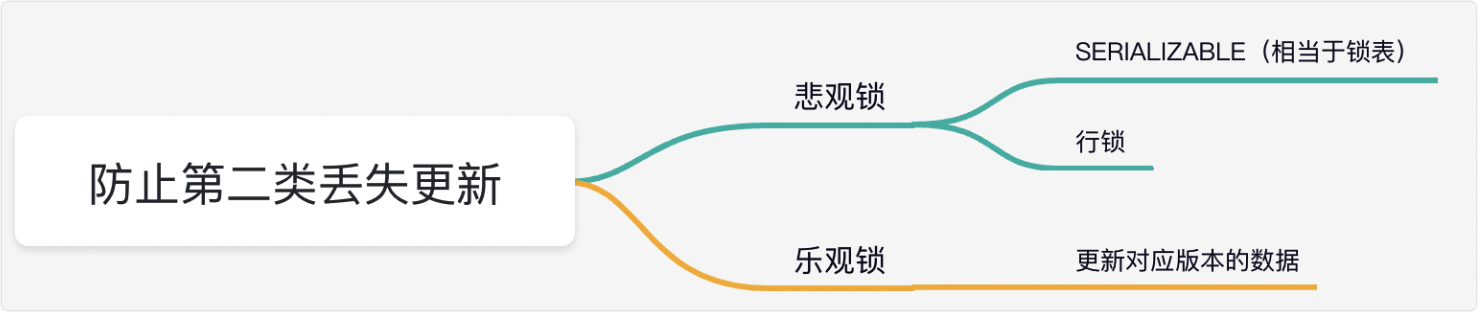 防止第二类丢失更新
悲观锁
SERIALIZABLE（相当于锁表）
行锁
乐观锁
更新对应版本的数据